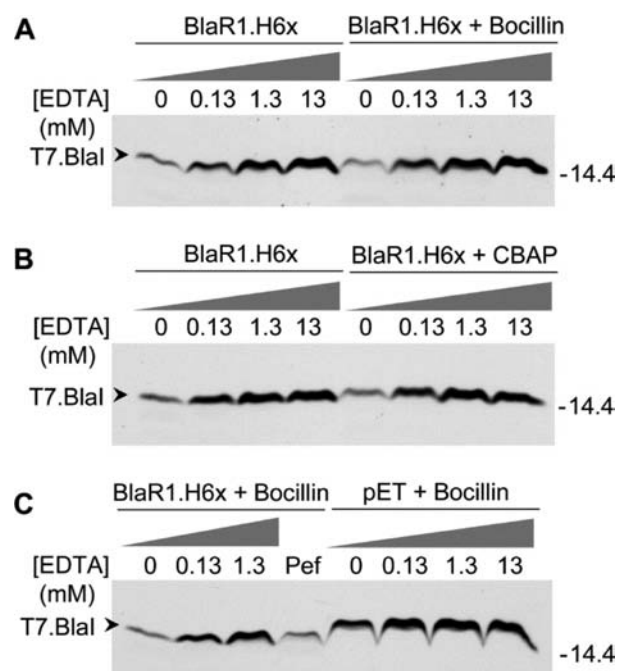 A
BlaR1.H6x BlaR1.H6x + Bocillin
[EDTA] 0 0.13 1.3 13 0 0.13 1.3 13
(mM)
T7.BlaI
-14.4
B
BlaR1.H6x BlaR1.H6x + CBAP
[EDTA] 0 0.13 1.3 13 0 0.13 1.3 13
(mM)
T7.BlaI
-14.4
C
BlaR1.H6x + Bocillin pET + Bocillin
[EDTA] 0 0.13 1.3 Pef 0 0.13 1.3 13
(mM)
T7.BlaI
-14.4